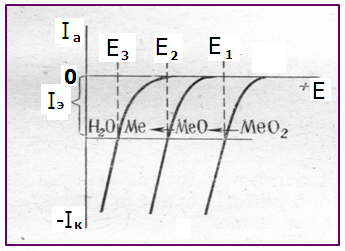 Iа
E₃ E₂ E₁
0
+E
Iэ
H₂O Me ← MeO ← MeO₂
-Iк